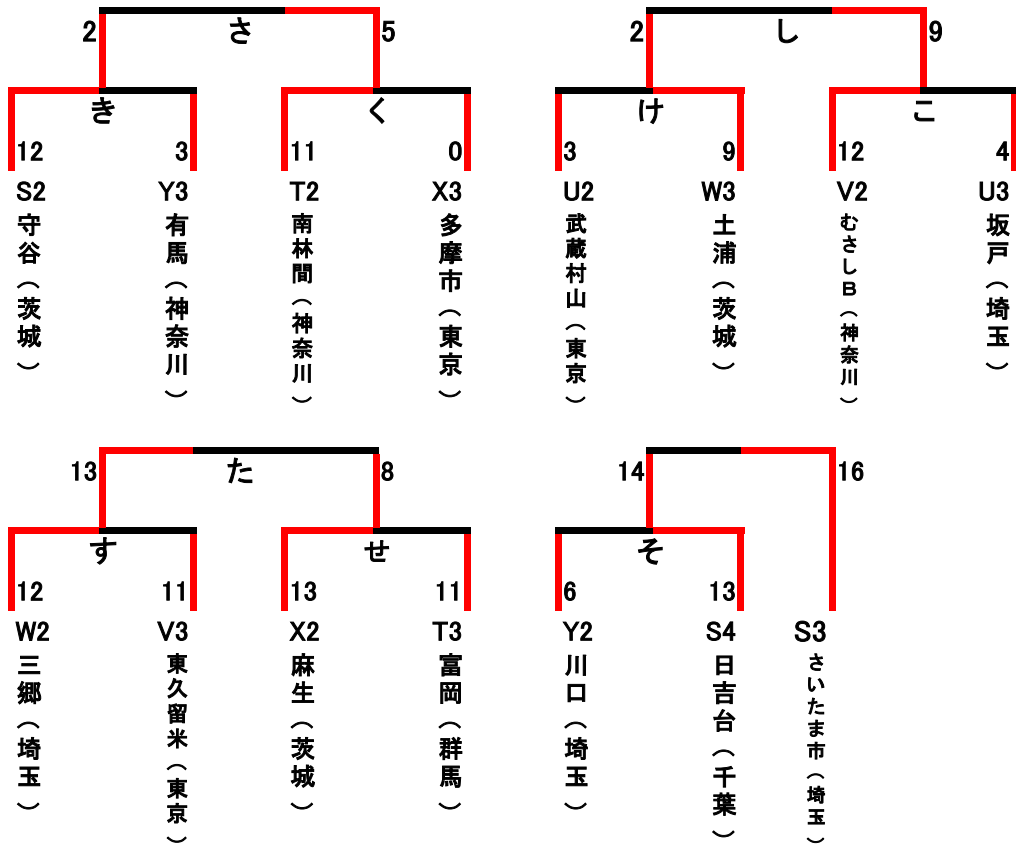 2 さ 5
2 し 9
き
く
け
こ
12 3 11 0
3 9 12 4
S2 Y3 T2 X3
U2 W3 V2 U3
守谷（茨城）
有馬（神奈川）
南林間（神奈川）
多摩市（東京）
武蔵村山（東京）
土浦（茨城）
むさしB（神奈川）
坂戸（埼玉）
13 た 8
14 16
す
せ
そ
12 11 13 11
6 13
W2 V3 X2 T3
Y2 S4 S3
三郷（埼玉）
東久留米（東京）
麻生（茨城）
富岡（群馬）
川口（埼玉）
日吉台（千葉）
さいたま市（埼玉）